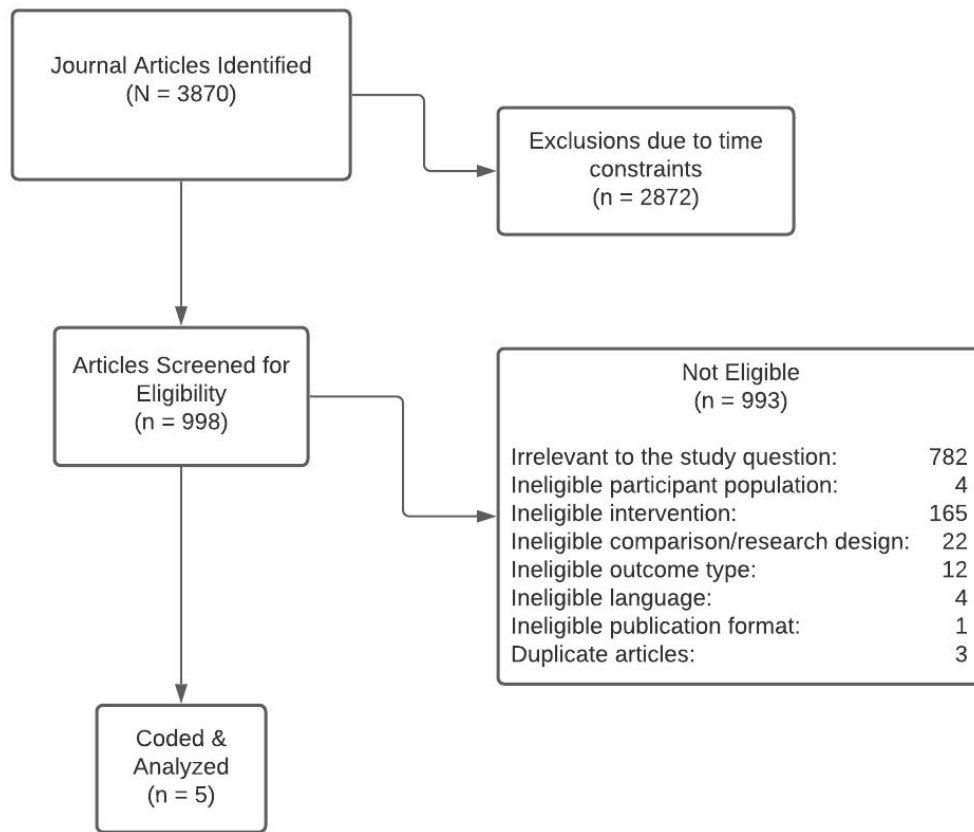 Journal Articles Identified
(N = 3870)
Exclusions due to time
constraints
(n = 2872)
Articles Screened for
Eligibility
(n = 998)
Not Eligible
(n = 993)
Irrelevant to the study question: 782
Ineligible participant population: 4
Ineligible intervention: 165
Ineligible comparison/research design: 22
Ineligible outcome type: 12
Ineligible language: 4
Ineligible publication format: 1
Duplicate articles: 3
Coded &
Analyzed
(n = 5)